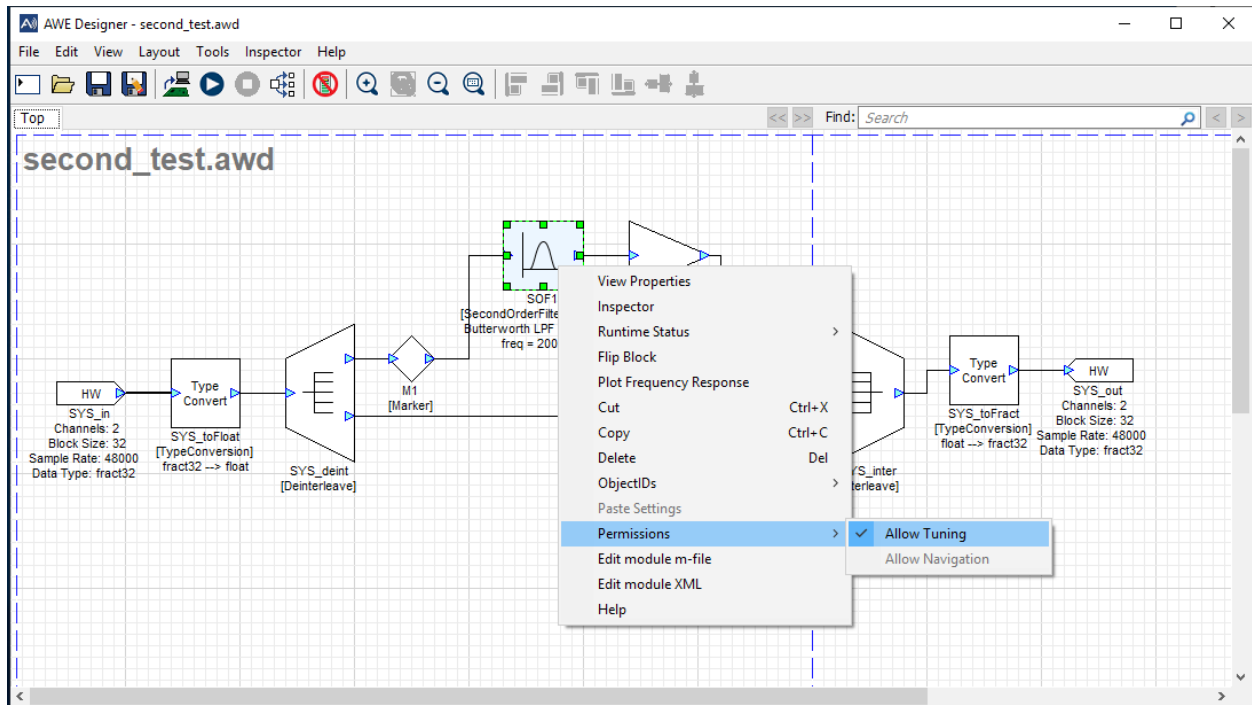 AWE Designer - second_test.awd
File Edit View Layout Tools Inspector Help
Top
<< >> Find: Search < >
second_test.awd
SOF1
[SecondOrderFilte
Butterworth LPF
freq = 200
M1
[Marker]
HW
SYS_in
Channels: 2
Block Size: 32
Sample Rate: 48000
Data Type: fract32
Type
Convert
SYS_toFloat
[TypeConversion]
fract32 --> float
SYS_deint
[Deinterleave]
View Properties
Inspector
Runtime Status >
Flip Block
Plot Frequency Response
Cut Ctrl+X
Copy Ctrl+C
Delete Del
ObjectIDs >
Paste Settings
Permissions >
Edit module m-file
Edit module XML
Help
Allow Tuning
Allow Navigation
YS_inter
terleave]
Type
Convert
SYS_toFract
[TypeConversion]
float --> fract32
HW
SYS_out
Channels: 2
Block Size: 32
Sample Rate: 48000
Data Type: fract32